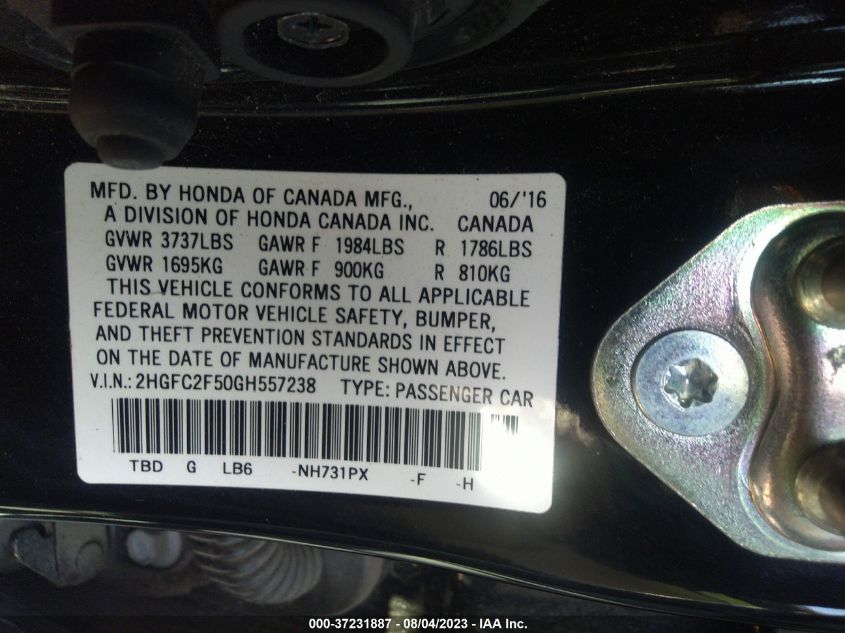 MFD. BY HONDA OF CANADA MFG., 06/'16
A DIVISION OF HONDA CANADA INC. CANADA
GVWR 3737LBS GAWR F 1984LBS R 1786LBS
GVWR 1695KG GAWR F 900KG R 810KG
THIS VEHICLE CONFORMS TO ALL APPLICABLE
FEDERAL MOTOR VEHICLE SAFETY, BUMPER,
AND THEFT PREVENTION STANDARDS IN EFFECT
ON THE DATE OF MANUFACTURE SHOWN ABOVE.
V.I.N.: 2HGFC2F50GH557238 TYPE: PASSENGER CAR
TBD G LB6 -NH731PX -F -H
000-37231887 - 08/04/2023 - IAA Inc.